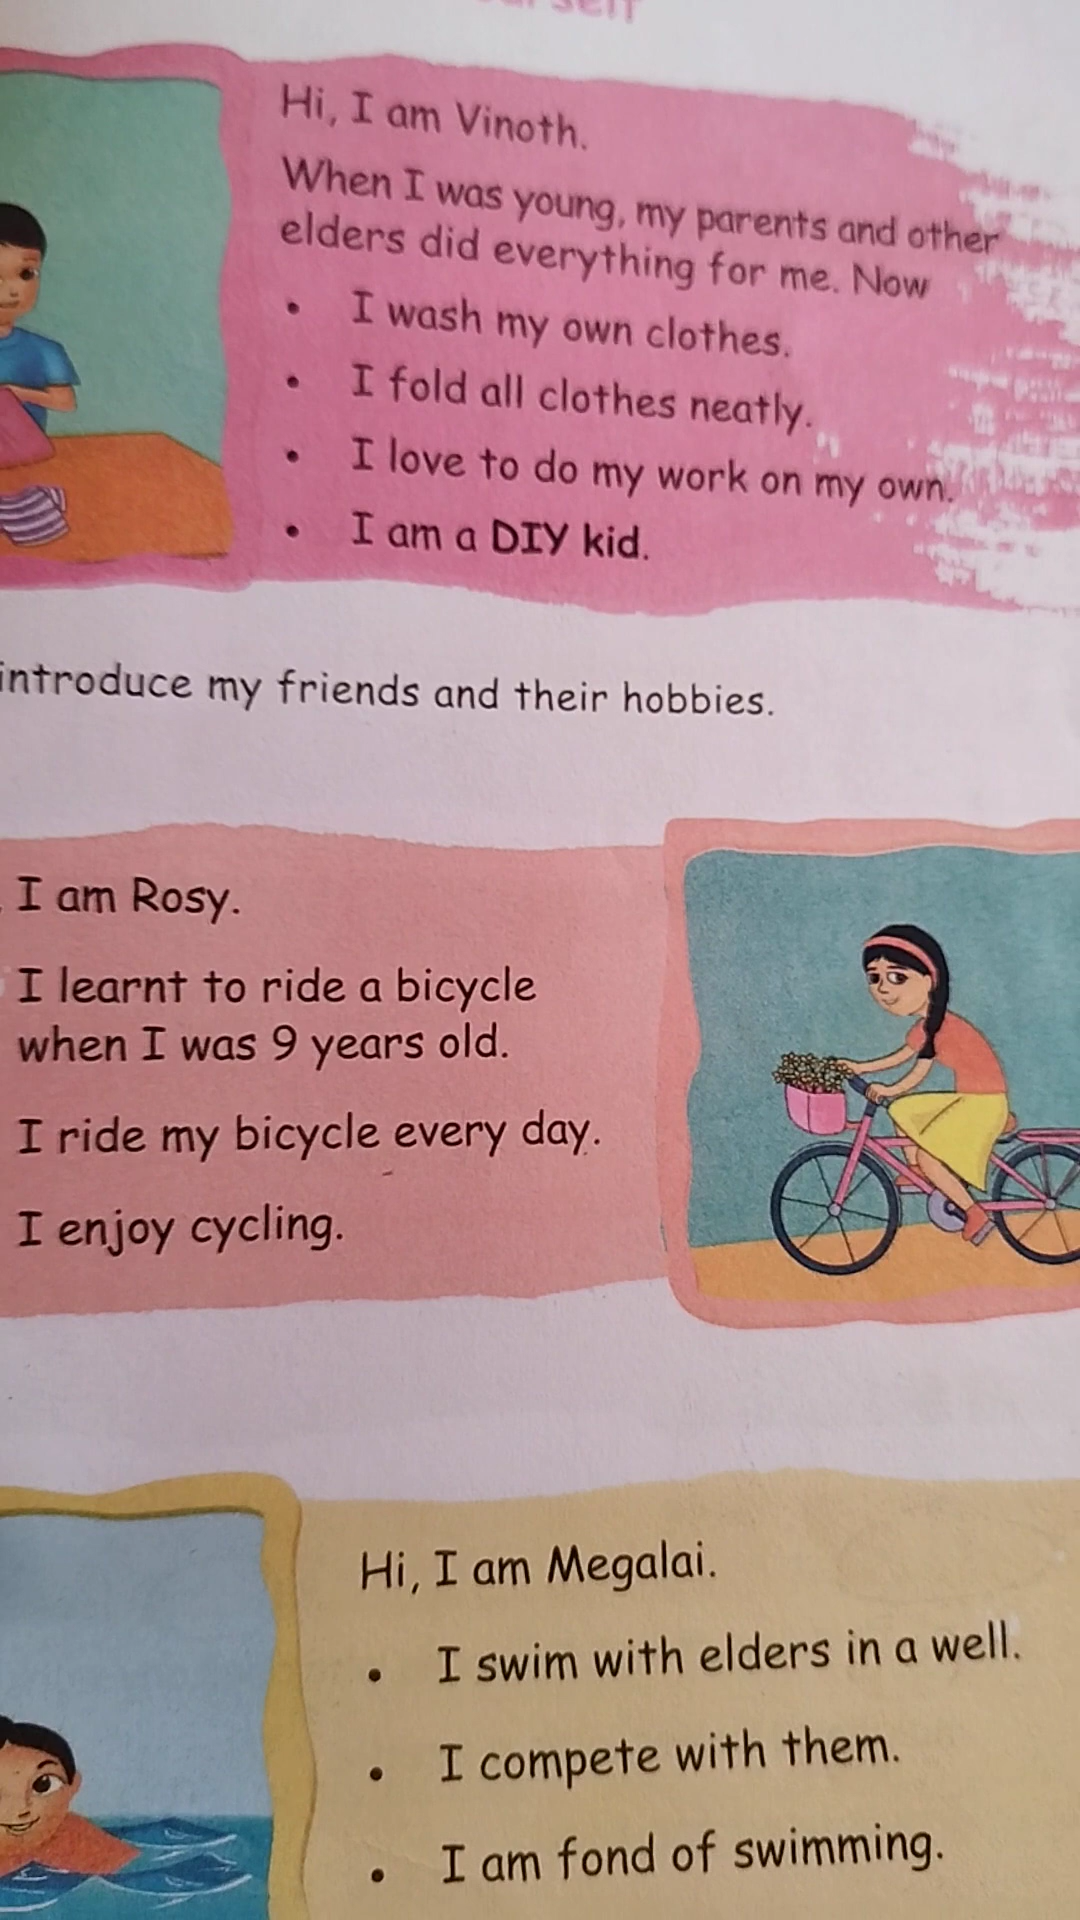 Hi, I am Vinoth.
When I was young, my parents and other
elders did everything for me. Now
• I wash my own clothes.
• I fold all clothes neatly.
• I love to do my work on my own.
• I am a DIY kid.
introduce my friends and their hobbies.
I am Rosy.
I learnt to ride a bicycle
when I was 9 years old.
I ride my bicycle every day.
I enjoy cycling.
Hi, I am Megalai.
• I swim with elders in a well.
• I compete with them.
• I am fond of swimming.